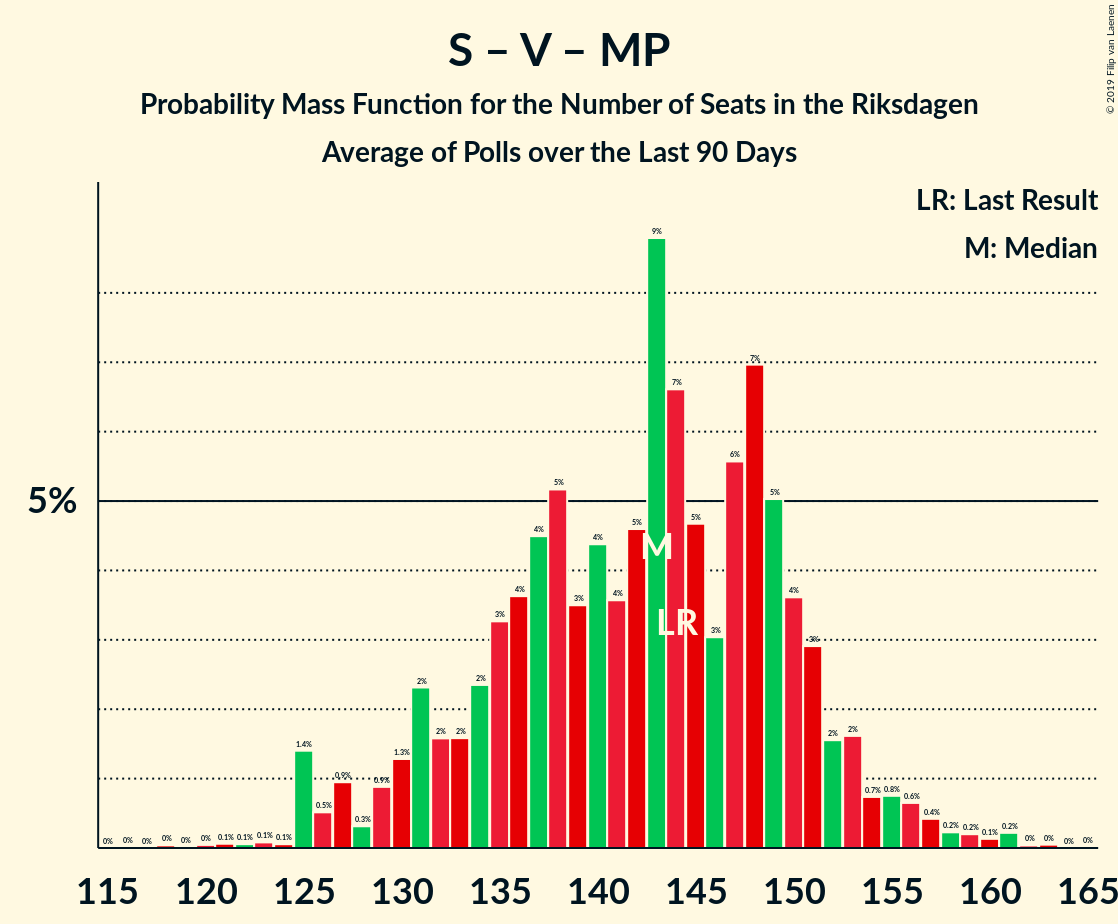 S – V – MP
Probability Mass Function for the Number of Seats in the Riksdagen
Average of Polls over the Last 90 Days
© 2019 Filip van Laenen
LR: Last Result
M: Median
5%
0% 0% 0% 0% 0% 0% 0.1% 0.1% 0.1% 0.1% 1.4% 0.5% 0.9% 0.3% 0.9% 1.3% 2% 2% 2% 2% 3% 4% 4% 5% 3% 4% 4% 5% 9% 7% 5% 3% 6% 7% 5% 4% 3% 2% 2% 0.7% 0.8% 0.6% 0.4% 0.2% 0.2% 0.1% 0.2% 0% 0% 0% 0%
M
LR
115 120 125 130 135 140 145 150 155 160 165